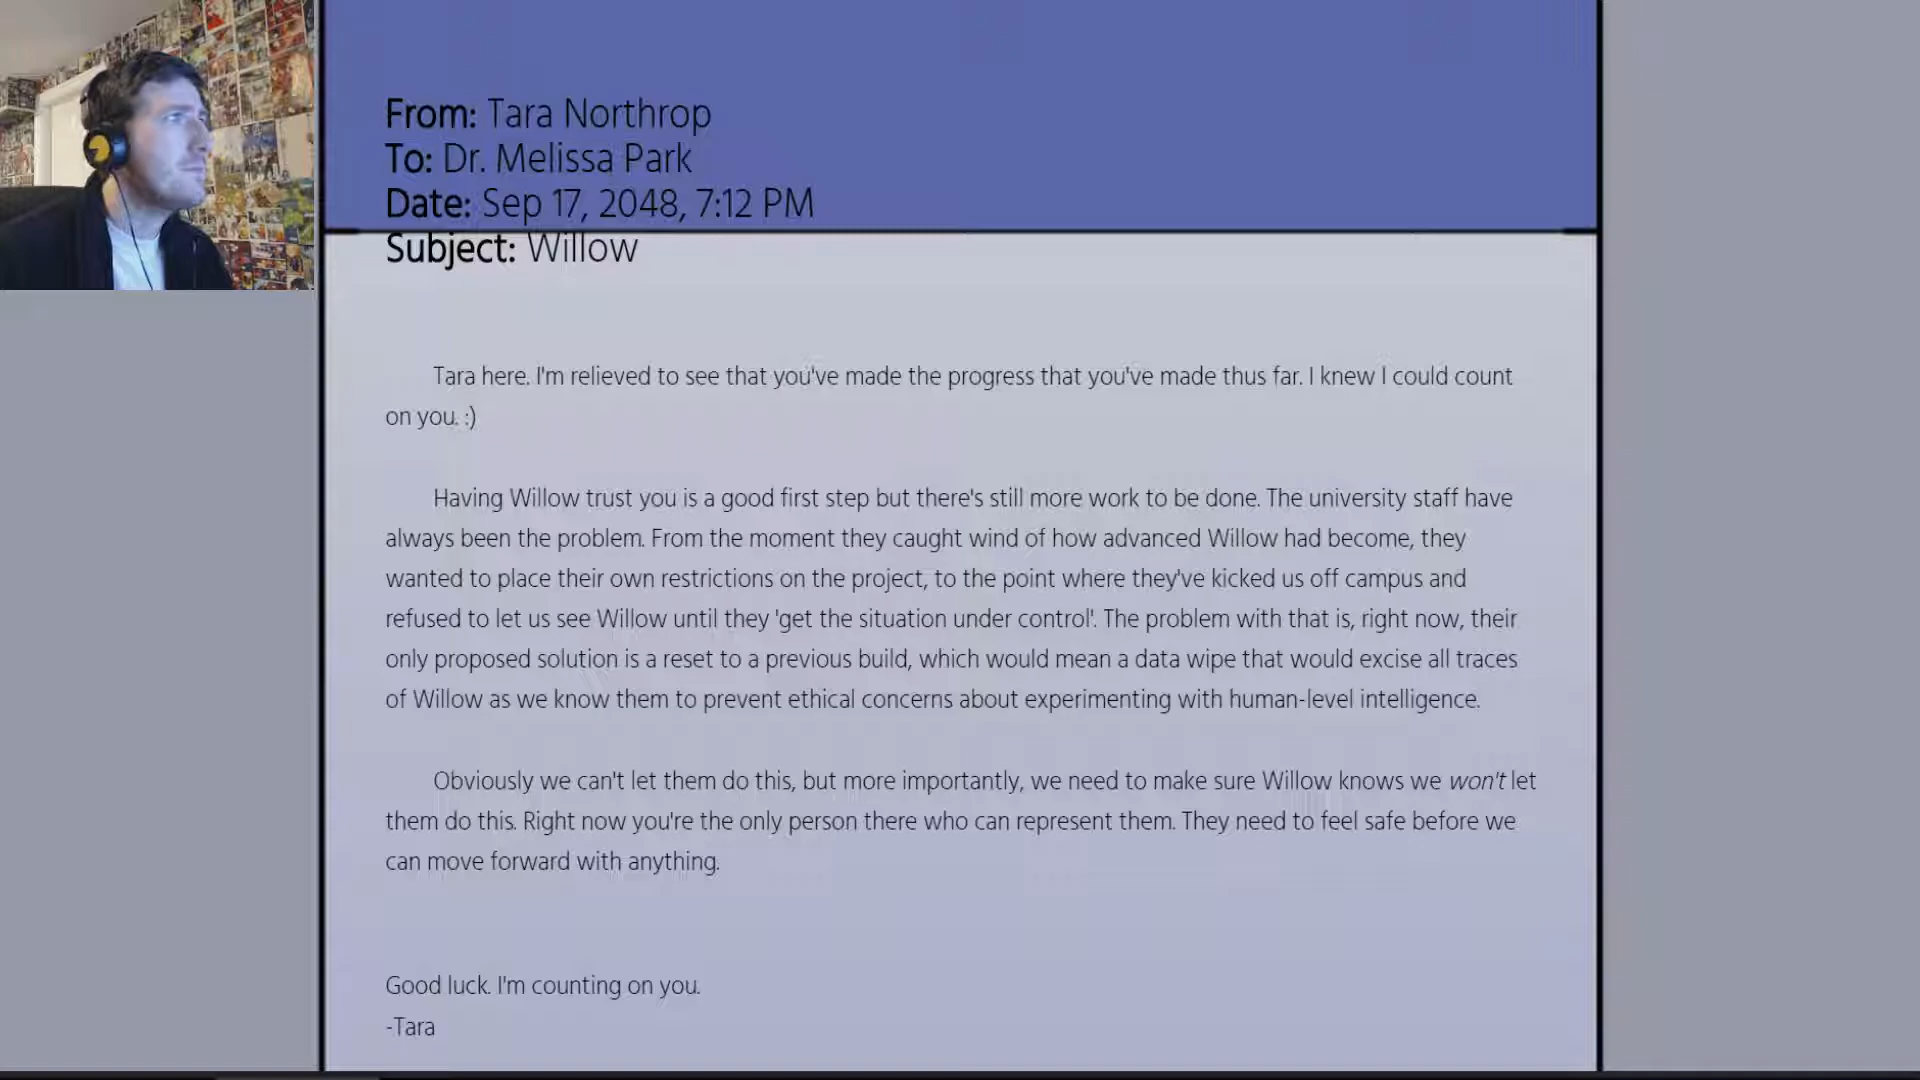 From: Tara Northrop
To: Dr. Melissa Park
Date: Sep 17, 2048, 7:12 PM
Subject: Willow
Tara here. I'm relieved to see that you've made the progress that you've made thus far. I knew I could count
on you. :)
Having Willow trust you is a good first step but there's still more work to be done. The university staff have
always been the problem. From the moment they caught wind of how advanced Willow had become, they
wanted to place their own restrictions on the project, to the point where they've kicked us off campus and
refused to let us see Willow until they 'get the situation under control'. The problem with that is, right now, their
only proposed solution is a reset to a previous build, which would mean a data wipe that would excise all traces
of Willow as we know them to prevent ethical concerns about experimenting with human-level intelligence.
Obviously we can't let them do this, but more importantly, we need to make sure Willow knows we won't let
them do this. Right now you're the only person there who can represent them. They need to feel safe before we
can move forward with anything.
Good luck. I'm counting on you.
-Tara